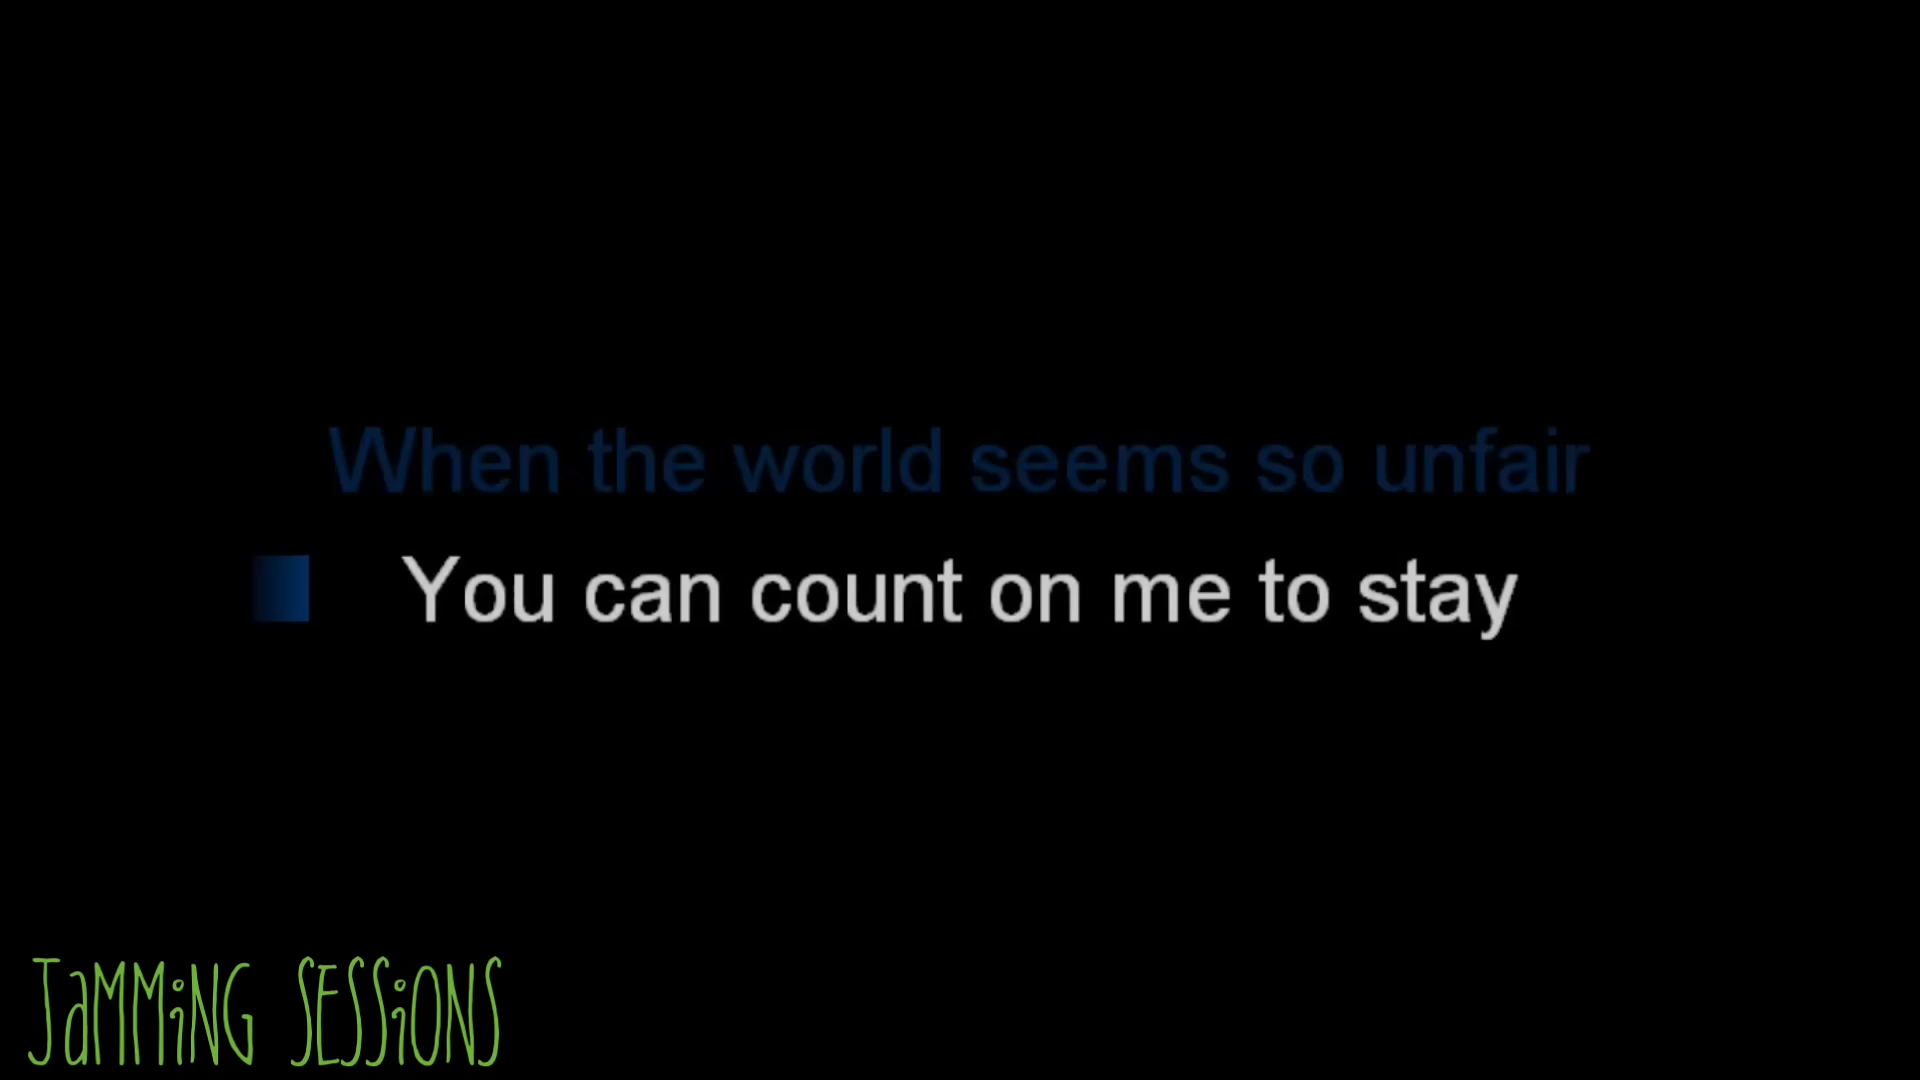 When the world seems so unfair
You can count on me to stay
JaMMiNG SESSiONS